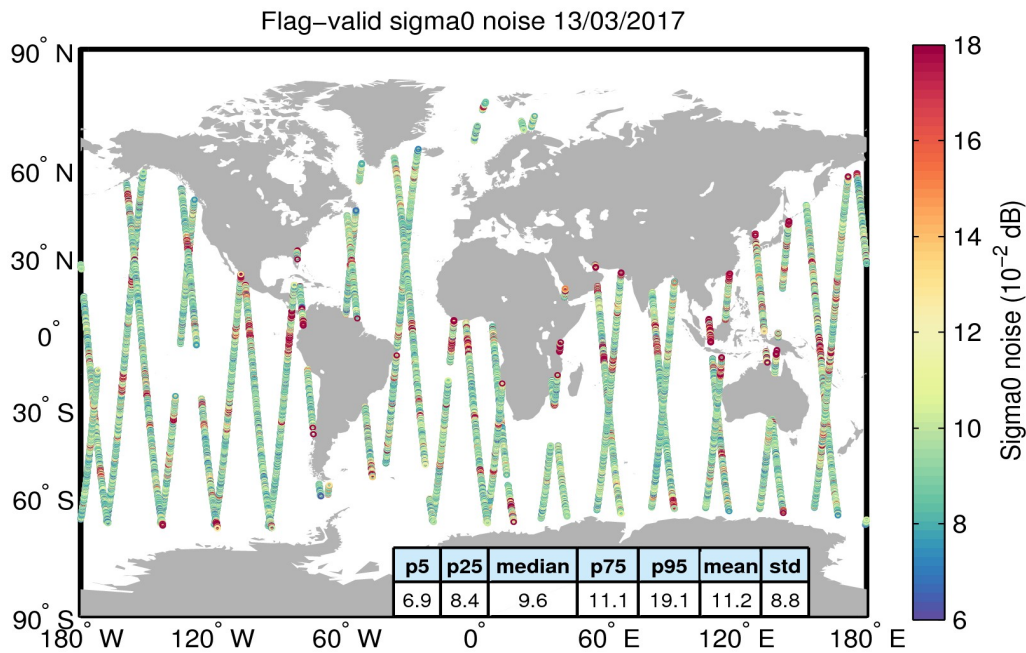 Flag−valid sigma0 noise 13/03/2017
90° N
60° N
30° N
0°
30° S
60° S
90° S
180° W
120° W
60° W
0°
60° E
120° E
180° E
p5 p25 median p75 p95 mean std
6.9 8.4 9.6 11.1 19.1 11.2 8.8
18
16
14
12
10
8
6
Sigma0 noise (10⁻² dB)